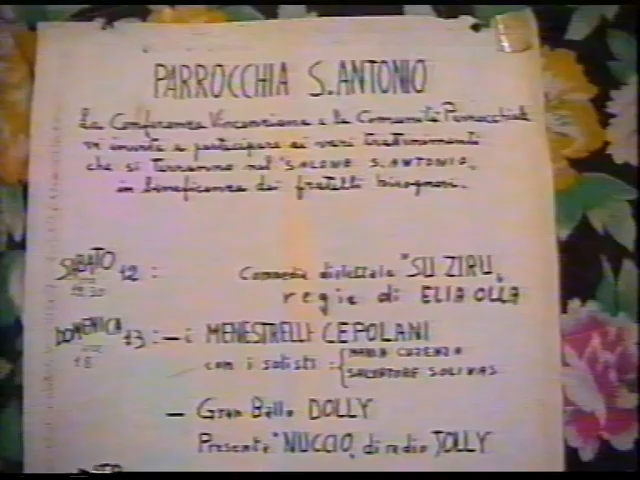 PARROCCHIA S. ANTONIO
La Conferenza Vincenziana e la Comunità Parrocchiale
vi invita a partecipare ai vari trattenimenti
che si terranno nel "SALONE S. ANTONIO"
in beneficenza dei fratelli bisognosi.
SABATO 12 : Commedia dialettale "SU ZIRU"
regie di ELIA OLLA
DOMENICA 13 : - i MENESTRELLI CEPOLANI
con i solisti :
SALVATORE SOLINAS
- Gran Ballo DOLLY
Presenta "NUCCIO" di radio JOLLY